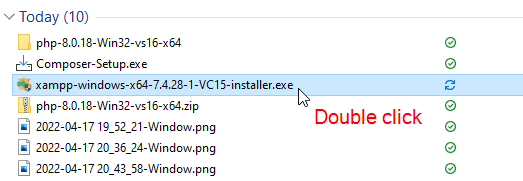 Today (10)
php-8.0.18-Win32-vs16-x64
Composer-Setup.exe
xampp-windows-x64-7.4.28-1-VC15-installer.exe
php-8.0.18-Win32-vs16-x64.zip
Double click
2022-04-17 19_52_21-Window.png
2022-04-17 20_36_24-Window.png
2022-04-17 20_43_58-Window.png